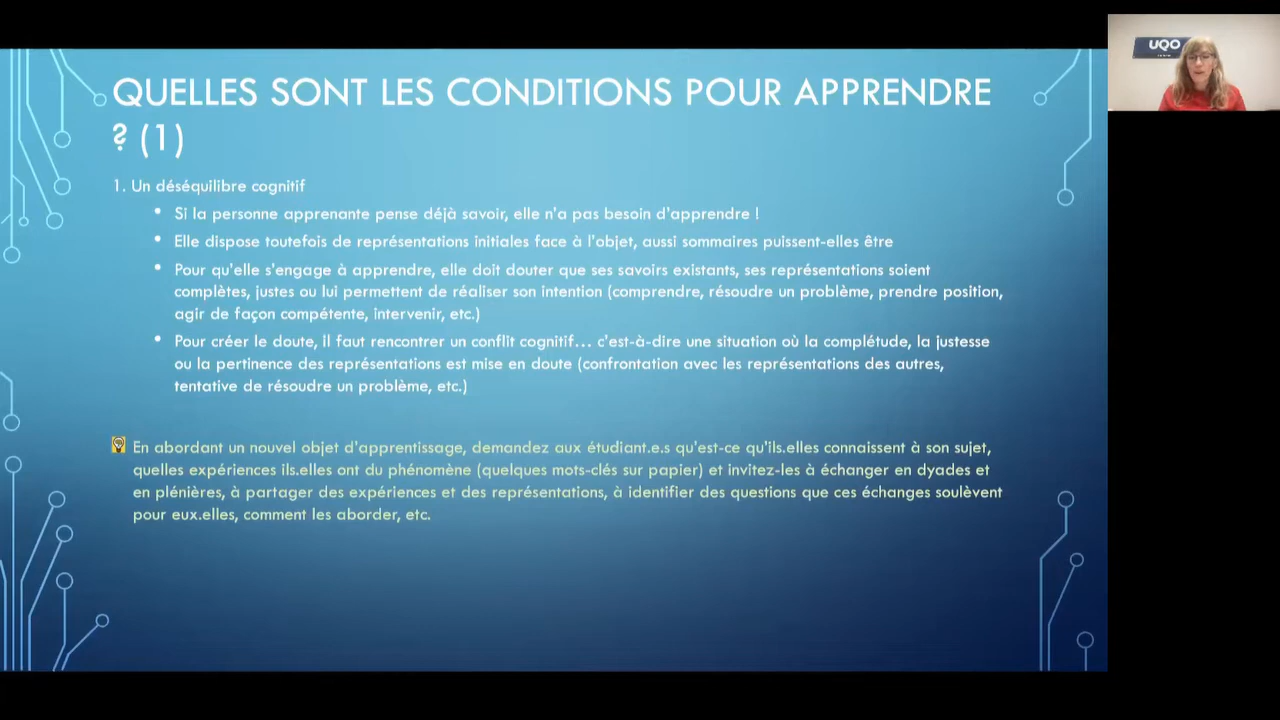 QUELLES SONT LES CONDITIONS POUR APPRENDRE
? (1)
1. Un déséquilibre cognitif
• Si la personne apprenante pense déjà savoir, elle n'a pas besoin d'apprendre !
• Elle dispose toutefois de représentations initiales face à l'objet, aussi sommaires puissent-elles être
• Pour qu'elle s'engage à apprendre, elle doit douter que ses savoirs existants, ses représentations soient
complètes, justes ou lui permettent de réaliser son intention (comprendre, résoudre un problème, prendre position,
agir de façon compétente, intervenir, etc.)
• Pour créer le doute, il faut rencontrer un conflit cognitif... c'est-à-dire une situation où la complétude, la justesse
ou la pertinence des représentations est mise en doute (confrontation avec les représentations des autres,
tentative de résoudre un problème, etc.)
En abordant un nouvel objet d'apprentissage, demandez aux étudiant.e.s qu'est-ce qu'ils.elles connaissent à son sujet,
quelles expériences ils.elles ont du phénomène (quelques mots-clés sur papier) et invitez-les à échanger en dyades et
en plénières, à partager des expériences et des représentations, à identifier des questions que ces échanges soulèvent
pour eux.elles, comment les aborder, etc.
UQO